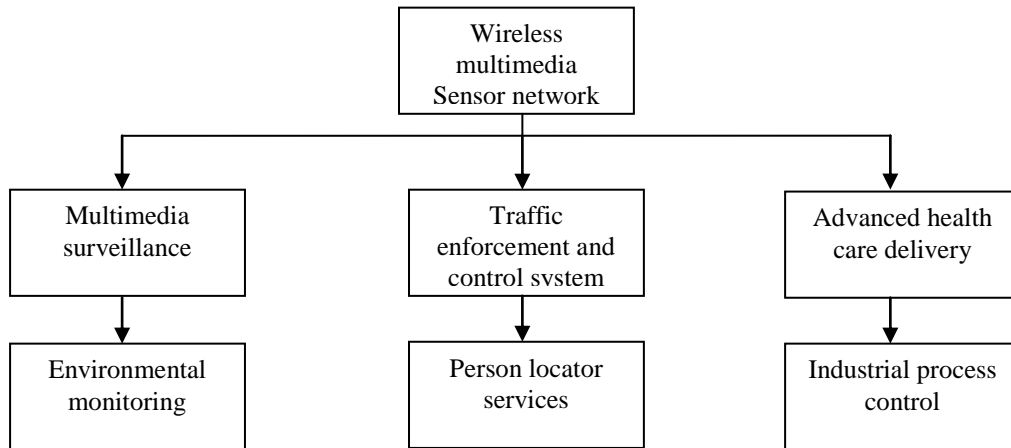 Wireless
multimedia
Sensor network
Multimedia
surveillance
Traffic
enforcement and
control system
Advanced health
care delivery
Environmental
monitoring
Person locator
services
Industrial process
control